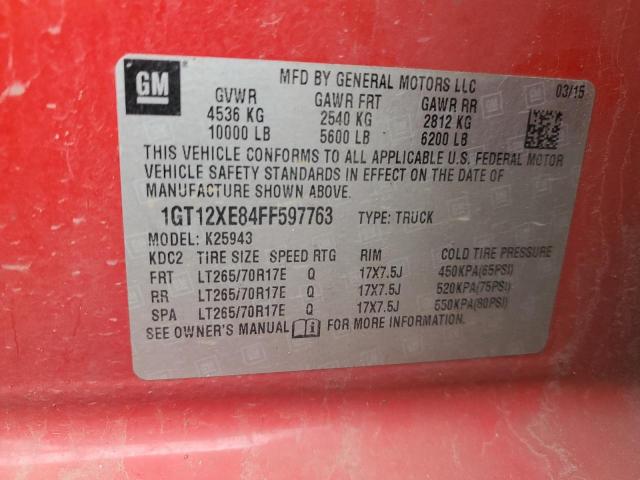 GM
MFD BY GENERAL MOTORS LLC
03/15
GVWR GAWR FRT GAWR RR
4536 KG 2540 KG 2812 KG
10000 LB 5600 LB 6200 LB
THIS VEHICLE CONFORMS TO ALL APPLICABLE U.S. FEDERAL MOTOR
VEHICLE SAFETY STANDARDS IN EFFECT ON THE DATE OF
MANUFACTURE SHOWN ABOVE.
1GT12XE84FF597763 TYPE: TRUCK
MODEL: K25943
KDC2 TIRE SIZE SPEED RTG RIM COLD TIRE PRESSURE
FRT LT265/70R17E Q 17X7.5J 450KPA(65PSI)
RR LT265/70R17E Q 17X7.5J 520KPA(75PSI)
SPA LT265/70R17E Q 17X7.5J 550KPA(80PSI)
SEE OWNER'S MANUAL FOR MORE INFORMATION.